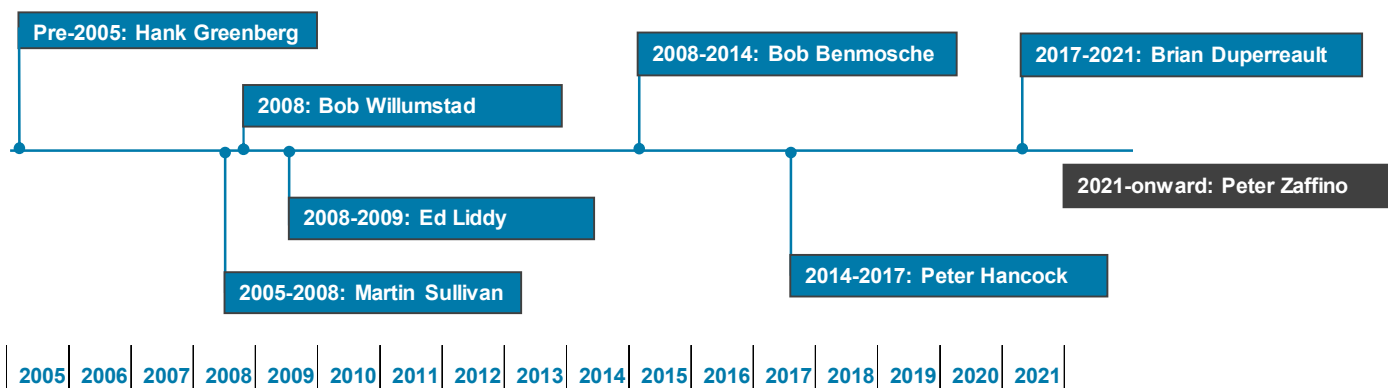 Pre-2005: Hank Greenberg
2008-2014: Bob Benmosche
2017-2021: Brian Duperreault
2008: Bob Willumstad
2021-onward: Peter Zaffino
2008-2009: Ed Liddy
2014-2017: Peter Hancock
2005-2008: Martin Sullivan
2005 2006 2007 2008 2009 2010 2011 2012 2013 2014 2015 2016 2017 2018 2019 2020 2021